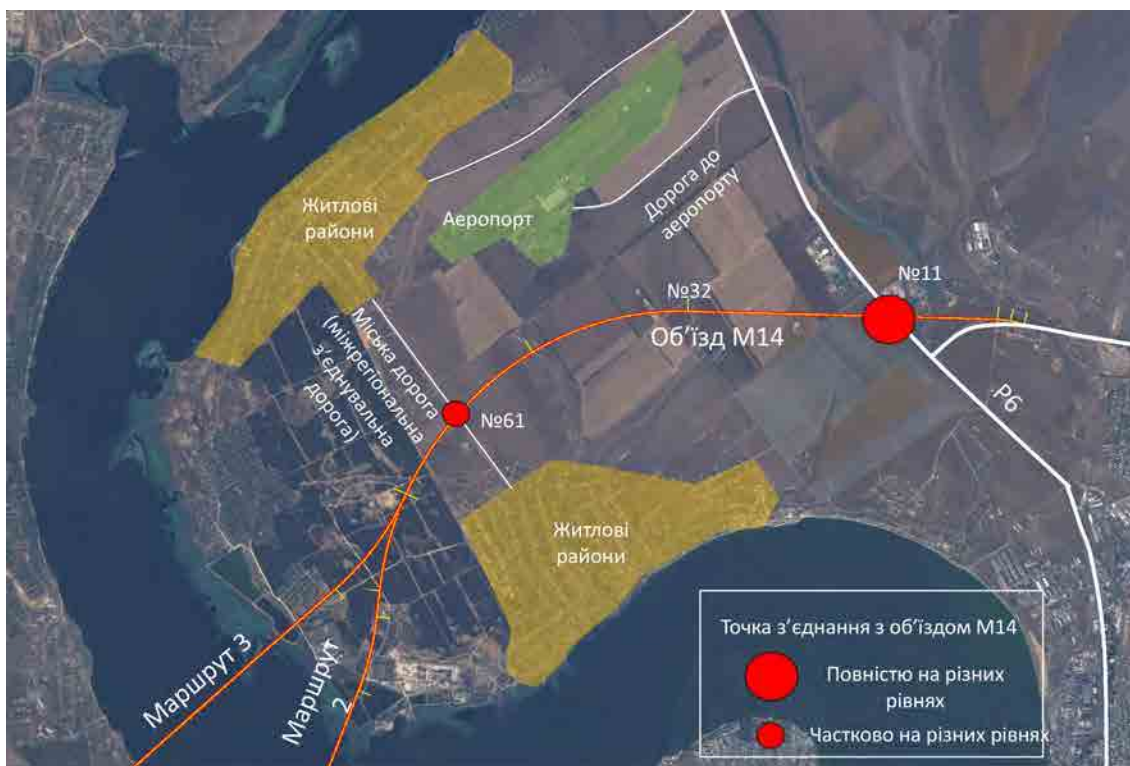 Житлові
райони
Аеропорт
Дорога до
аеропорту
№11
№32
Об’їзд М14
Міська дорога
(міжрегіональна
з’єднувальна
дорога)
№61
Р6
Житлові
райони
Маршрут 3
Маршрут
2
Точка з’єднання з об’їздом М14
Повністю на різних
рівнях
Частково на різних рівнях